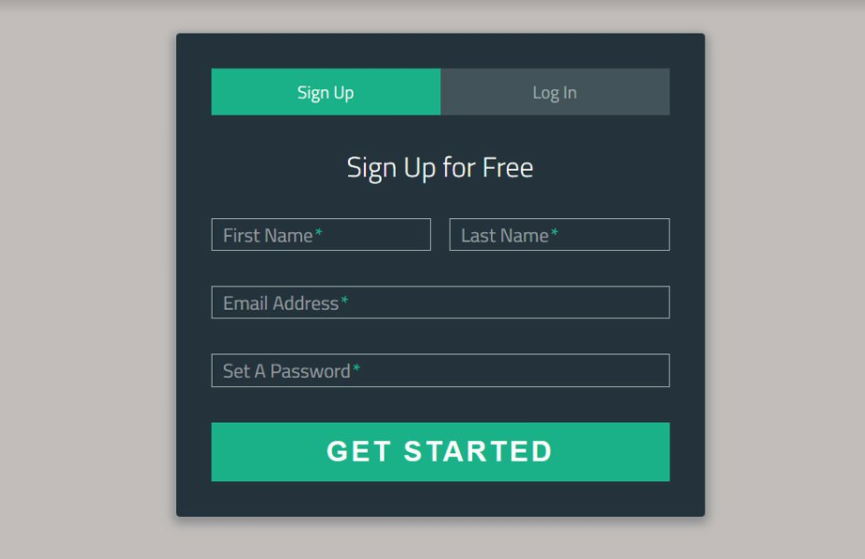 Sign Up Log In
Sign Up for Free
First Name* Last Name*
Email Address*
Set A Password*
GET STARTED